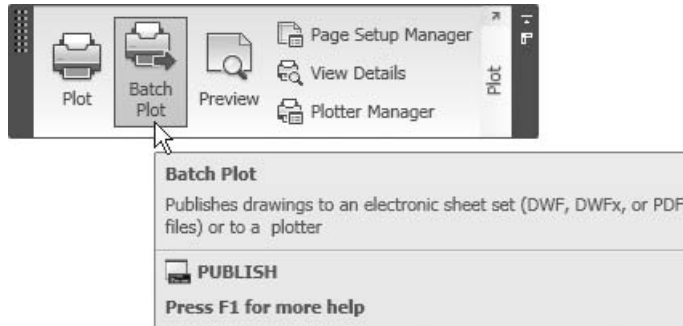 Plot
Batch
Plot
Preview
Page Setup Manager
View Details
Plotter Manager
Plot
Batch Plot
Publishes drawings to an electronic sheet set (DWF, DWFx, or PDF
files) or to a plotter
PUBLISH
Press F1 for more help